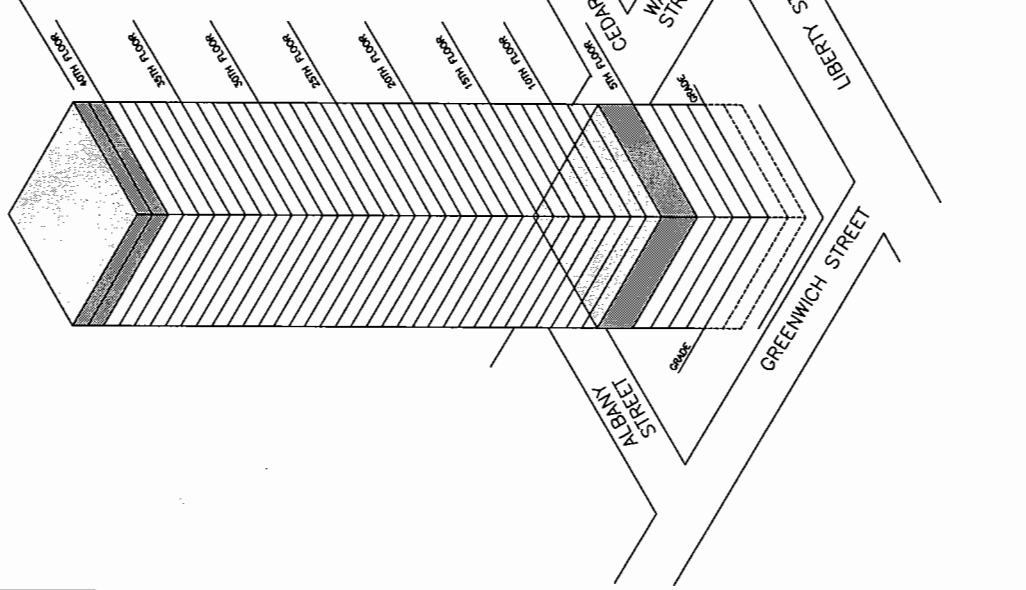 40TH FLOOR
35TH FLOOR
30TH FLOOR
25TH FLOOR
20TH FLOOR
15TH FLOOR
10TH FLOOR
5TH FLOOR
CEDAR
LIBERTY
GRADE
GRADE
ALBANY
STREET
GREENWICH STREET